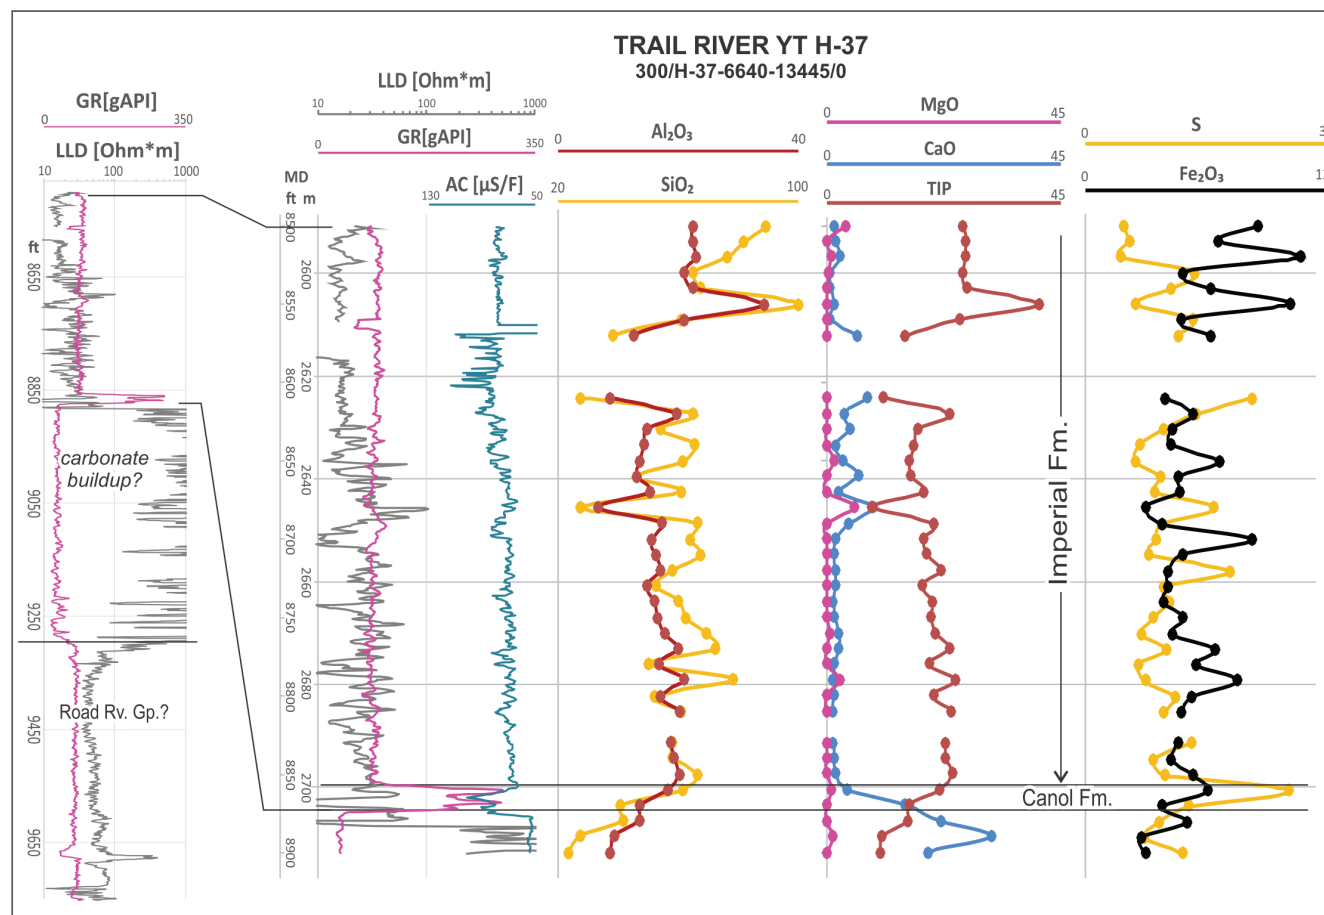 TRAIL RIVER YT H-37
300/H-37-6640-13445/0
GR[gAPI]
0 350
LLD [Ohm*m]
10 100 1000
ft
8650
8850
9050
9250
9450
9650
carbonate
buildup?
Road Rv. Gp.?
LLD [Ohm*m]
10 100 1000
GR[gAPI]
0 350
AC [µS/F]
130 50
MD
ft m
8500
2600
8550
2620
8600
8650
2640
8700
2660
8750
2680
8800
8850
2700
8900
Al₂O₃
0 40
SiO₂
20 100
MgO
0 45
CaO
0 45
TIP
0 45
Imperial Fm.
Canol Fm.
S
0
Fe₂O₃
0